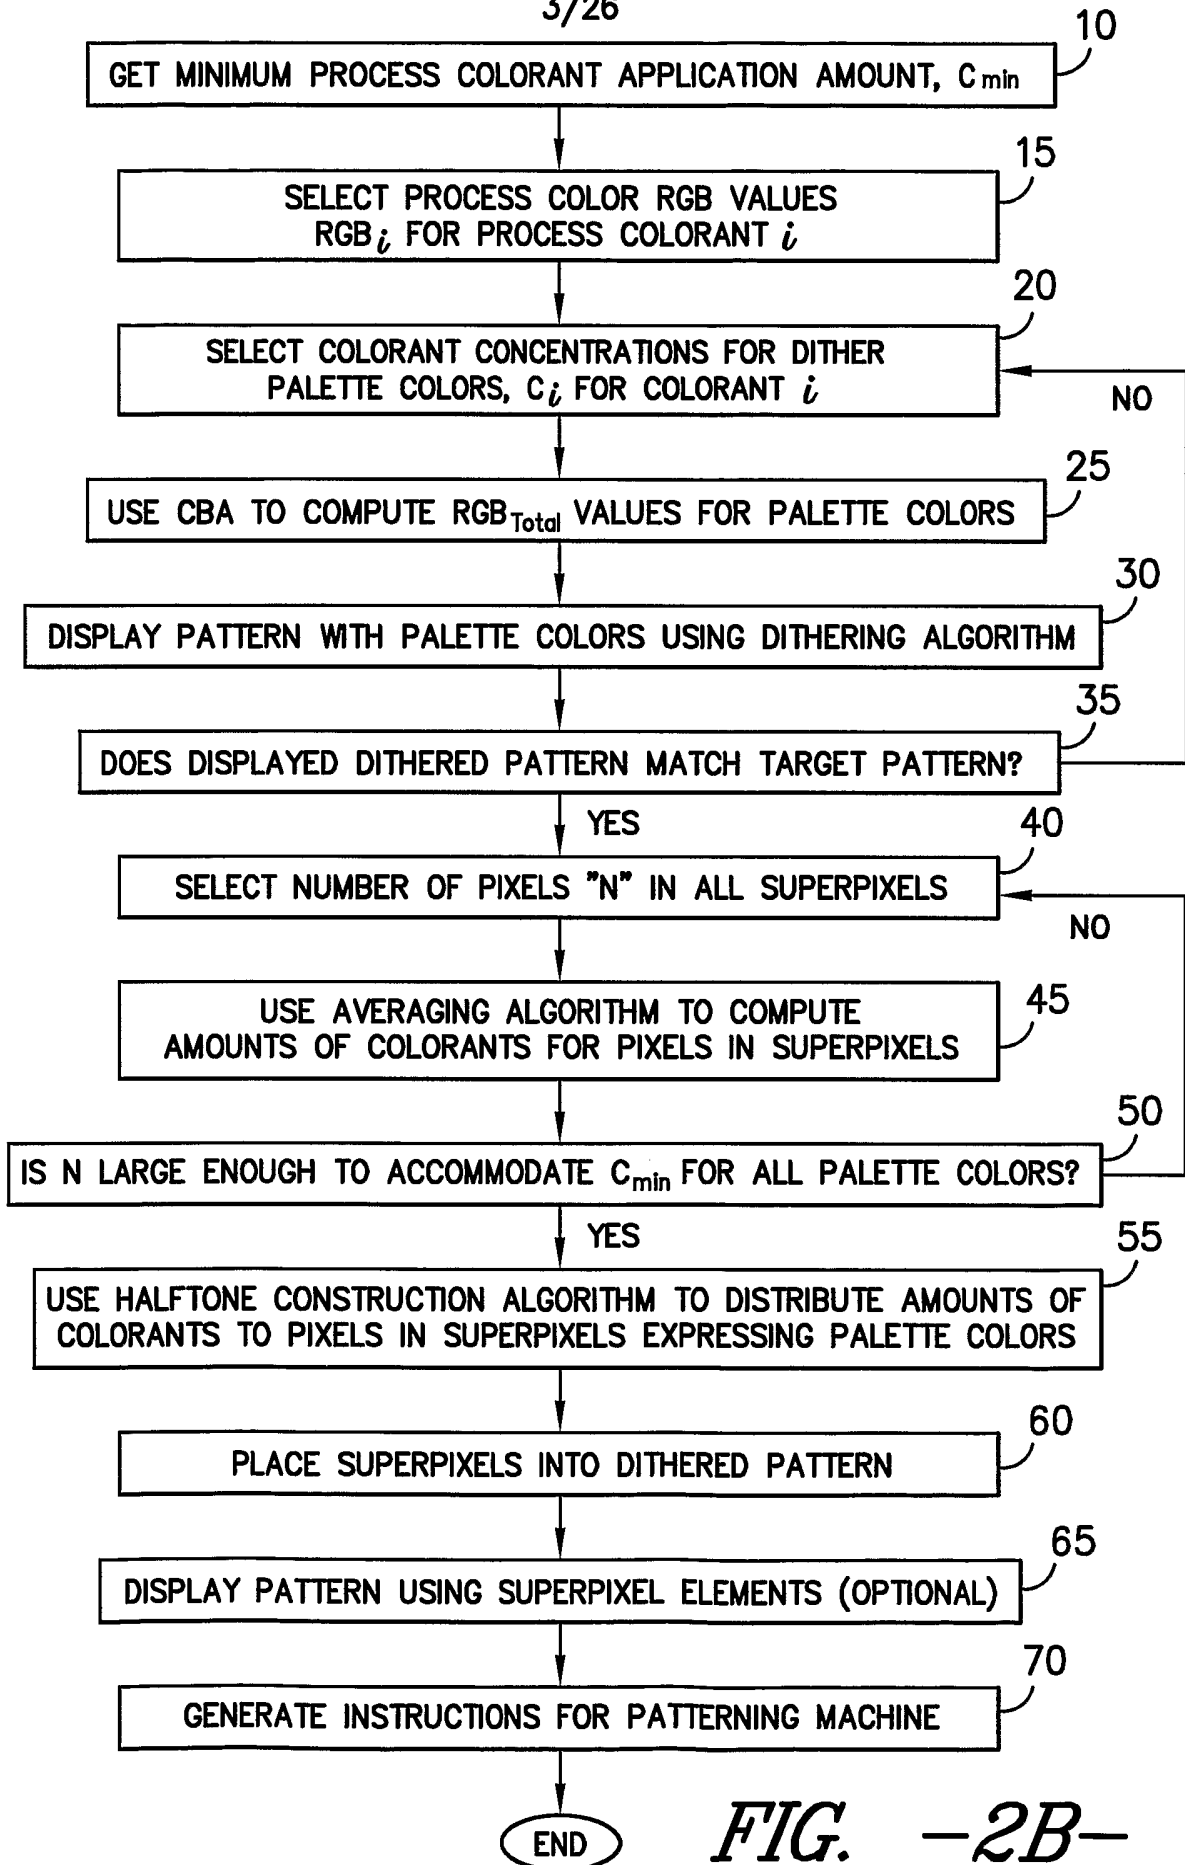 3/26
10
GET MINIMUM PROCESS COLORANT APPLICATION AMOUNT, Cmin
15
SELECT PROCESS COLOR RGB VALUES
RGBi FOR PROCESS COLORANT i
20
SELECT COLORANT CONCENTRATIONS FOR DITHER
PALETTE COLORS, Ci FOR COLORANT i
NO
25
USE CBA TO COMPUTE RGBTotal VALUES FOR PALETTE COLORS
30
DISPLAY PATTERN WITH PALETTE COLORS USING DITHERING ALGORITHM
35
DOES DISPLAYED DITHERED PATTERN MATCH TARGET PATTERN?
YES
40
SELECT NUMBER OF PIXELS "N" IN ALL SUPERPIXELS
NO
45
USE AVERAGING ALGORITHM TO COMPUTE
AMOUNTS OF COLORANTS FOR PIXELS IN SUPERPIXELS
50
IS N LARGE ENOUGH TO ACCOMMODATE Cmin FOR ALL PALETTE COLORS?
YES
55
USE HALFTONE CONSTRUCTION ALGORITHM TO DISTRIBUTE AMOUNTS OF
COLORANTS TO PIXELS IN SUPERPIXELS EXPRESSING PALETTE COLORS
60
PLACE SUPERPIXELS INTO DITHERED PATTERN
65
DISPLAY PATTERN USING SUPERPIXEL ELEMENTS (OPTIONAL)
70
GENERATE INSTRUCTIONS FOR PATTERNING MACHINE
END
FIG. -2B-